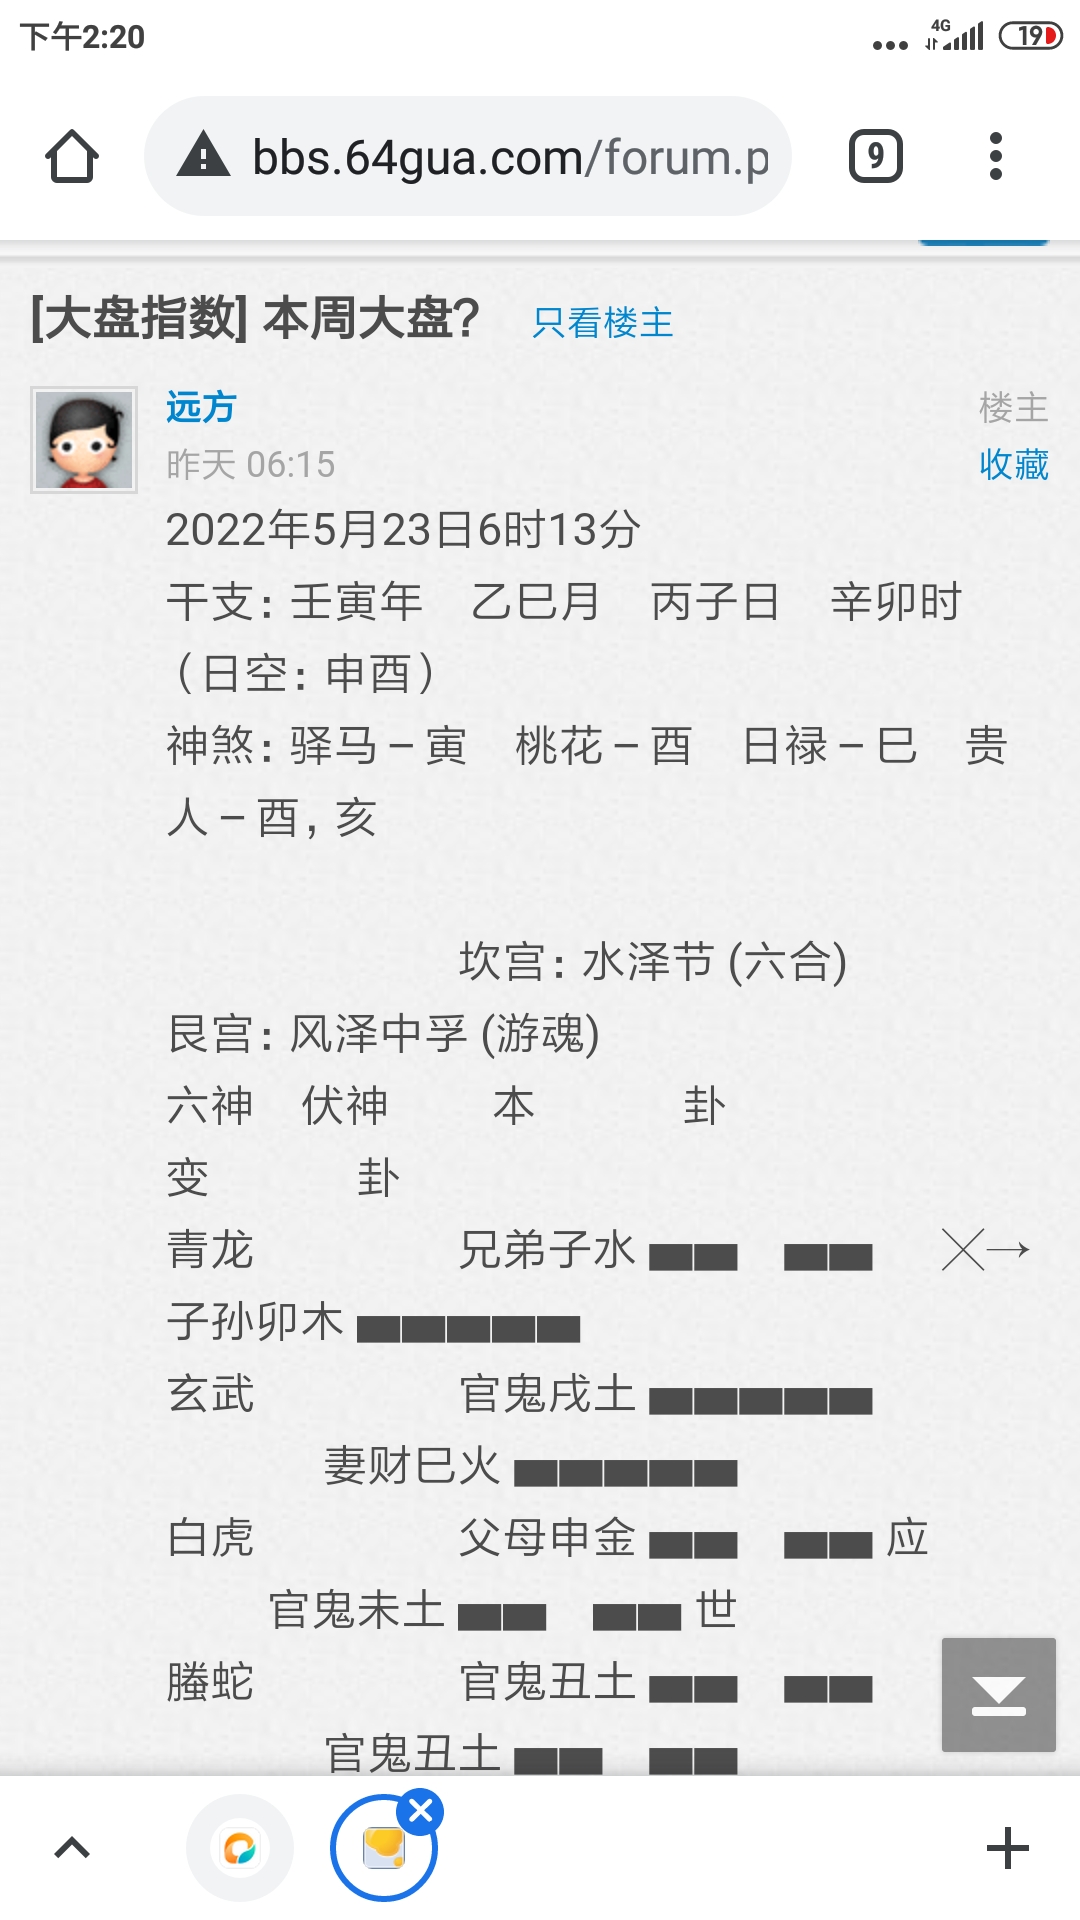 下午2:20
4G
19
bbs.64gua.com/forum.p
9
[大盘指数] 本周大盘? 只看楼主
远方
楼主
昨天 06:15
收藏
2022年5月23日6时13分
干支：壬寅年　乙巳月　丙子日　辛卯时
（日空：申酉）
神煞：驿马－寅　桃花－酉　日禄－巳　贵
人－酉，亥
坎宫：水泽节 (六合)
艮宫：风泽中孚 (游魂)
六神　伏神　　本　　　卦
变　　　卦
青龙　　　　兄弟子水 ▅▅　▅▅　╳→
子孙卯木 ▅▅▅▅▅
玄武　　　　官鬼戌土 ▅▅▅▅▅
妻财巳火 ▅▅▅▅▅
白虎　　　　父母申金 ▅▅　▅▅ 应
官鬼未土 ▅▅　▅▅ 世
螣蛇　　　　官鬼丑土 ▅▅　▅▅
官鬼丑土 ▅▅　▅▅